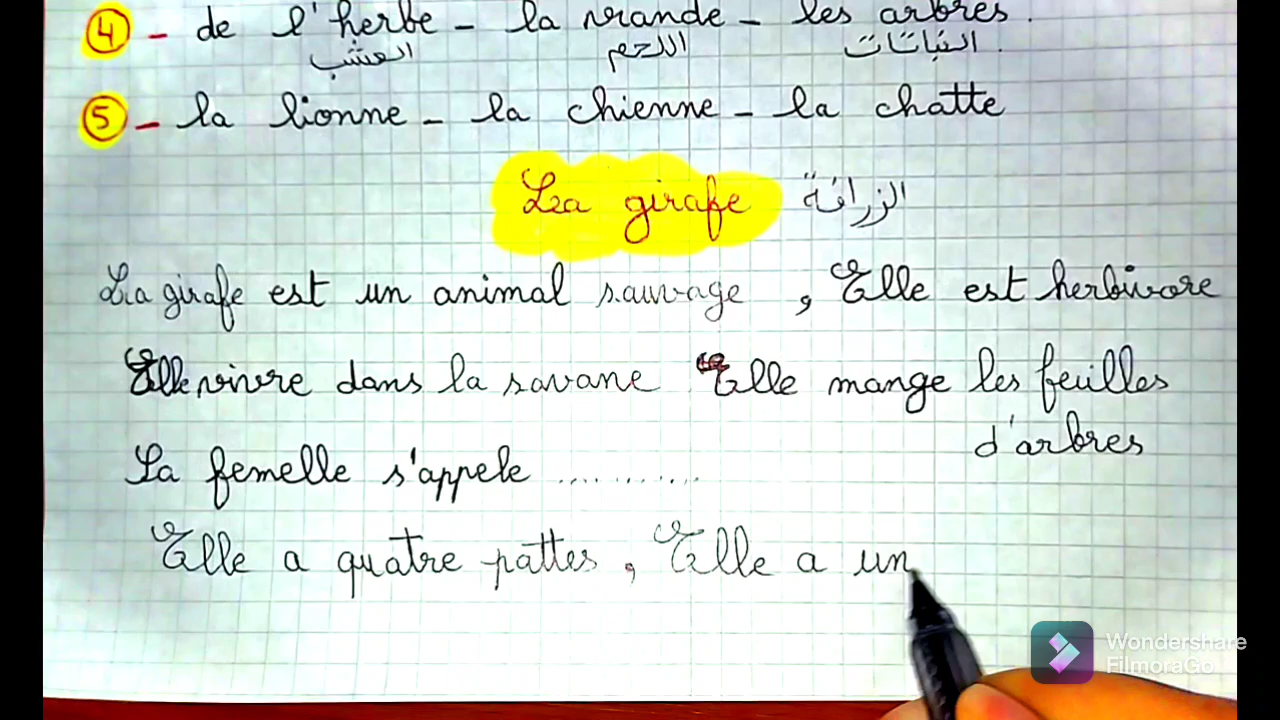 4 - de l'herbe - la viande - les arbres.
العشب اللحم النباتات.
5 - la lionne - la chienne - la chatte
La girafe الزرافة
La girafe est un animal sauvage , Elle est herbivore
Elle vivre dans la savane Elle mange les feuilles
d'arbres
La femelle s'appele ..........
Elle a quatre pattes , Elle a un
Wondershare
FilmoraGo